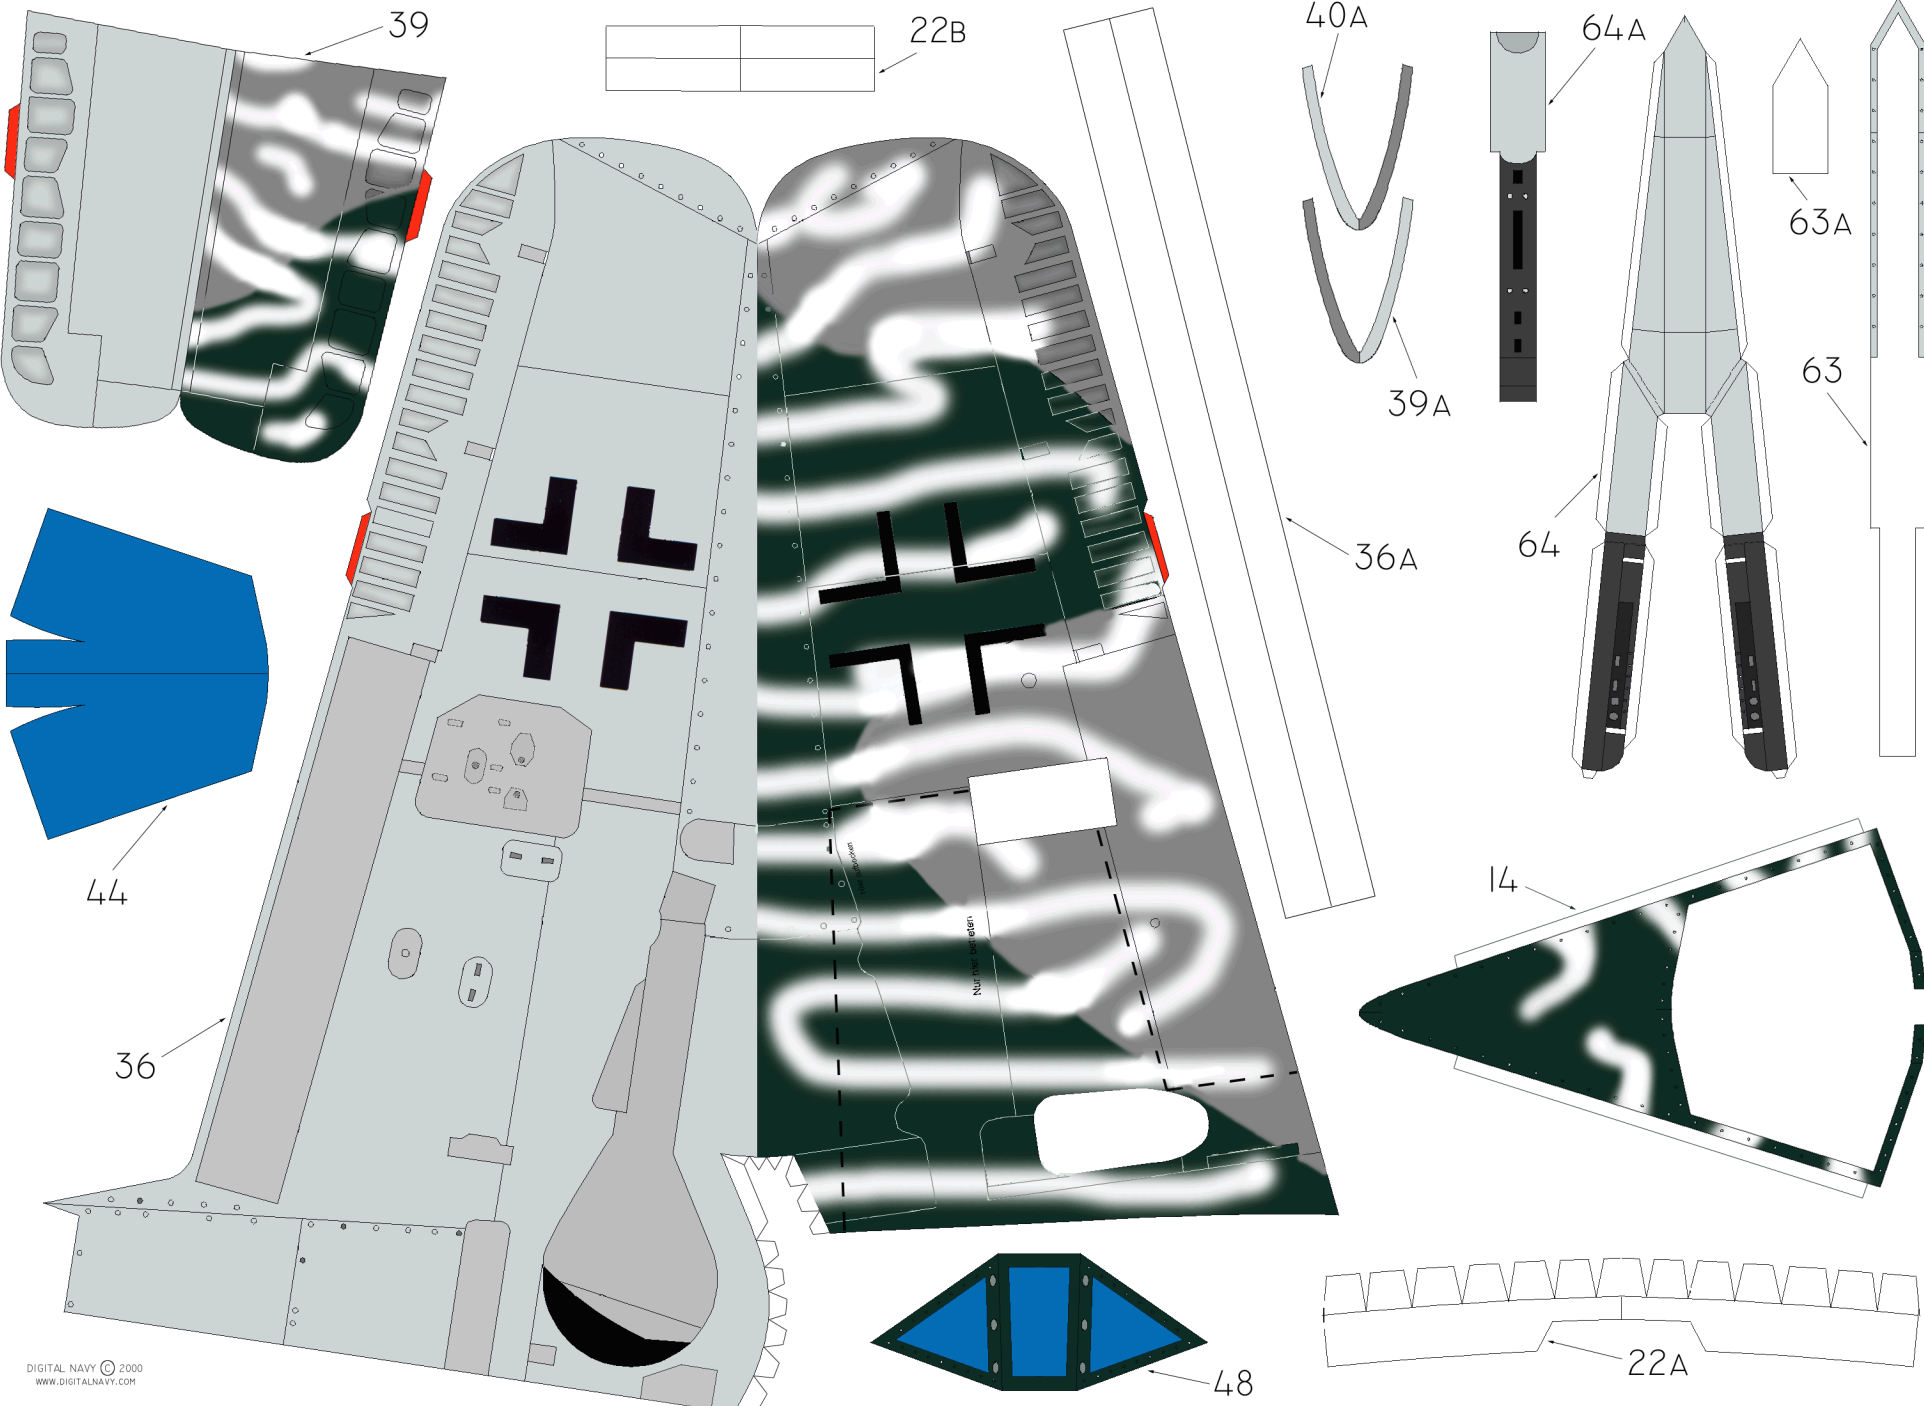 39
22B
40A
64A
63A
63
39A
36A
64
44
14
Nur hier betreten
36
48
22A
DIGITAL NAVY © 2000
WWW.DIGITALNAVY.COM